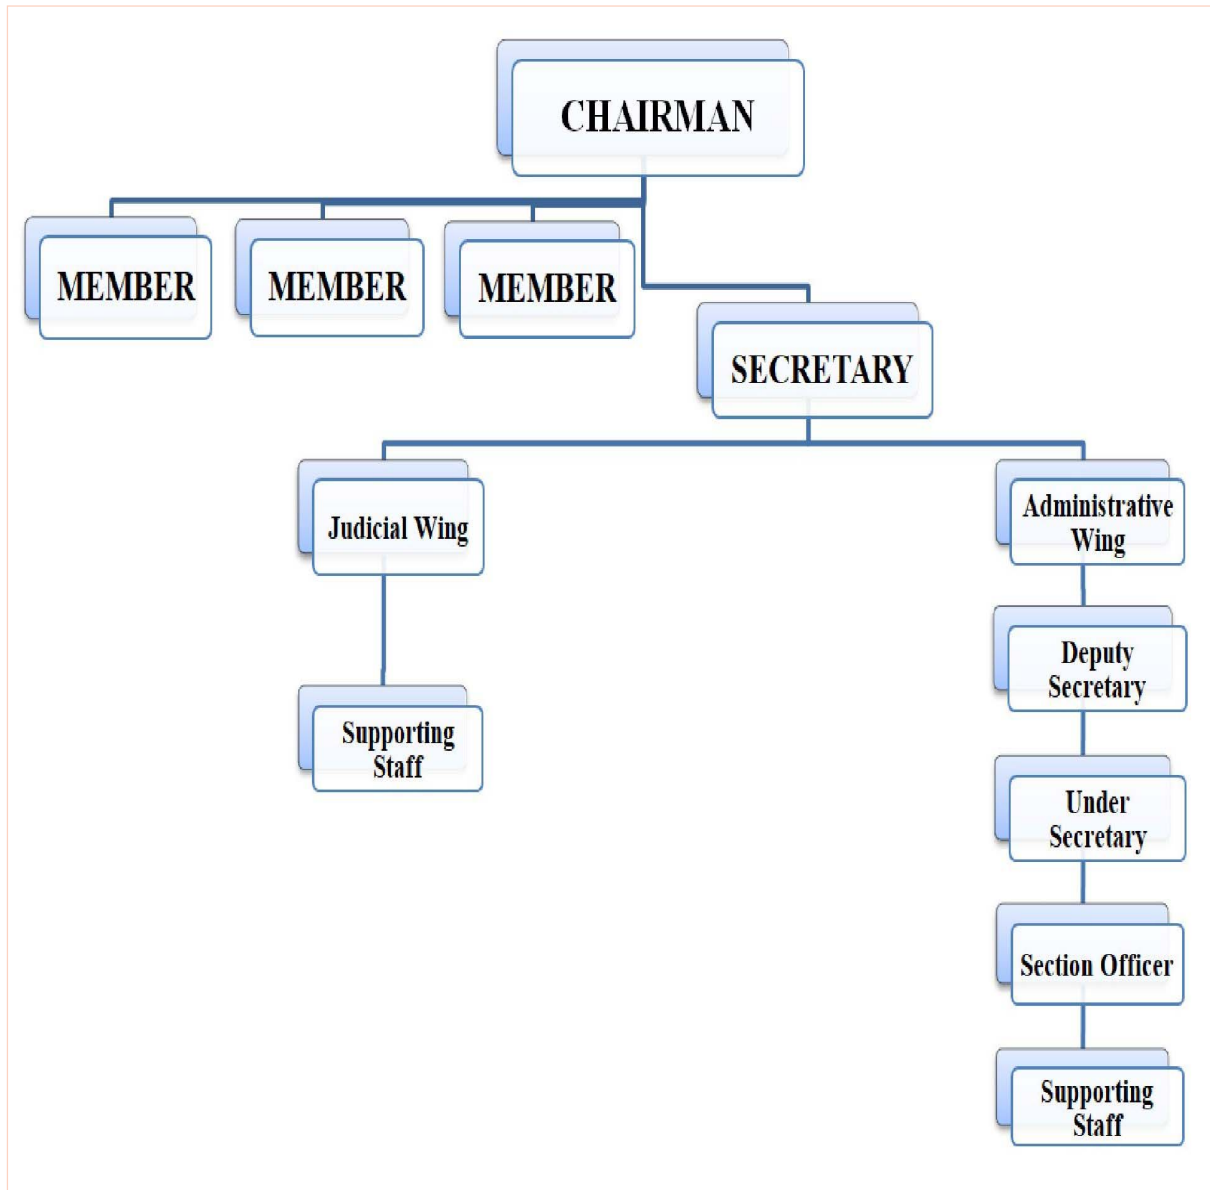 CHAIRMAN
MEMBER
MEMBER
MEMBER
SECRETARY
Judicial Wing
Administrative
Wing
Deputy
Secretary
Supporting
Staff
Under
Secretary
Section Officer
Supporting
Staff